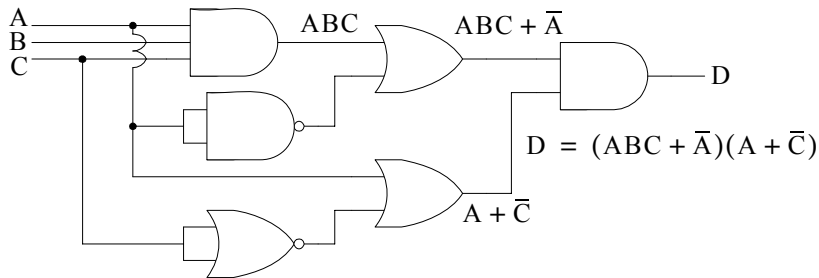 A
B
C
ABC
ABC + A̅
D
D = (ABC + A̅)(A + C̅)
A + C̅